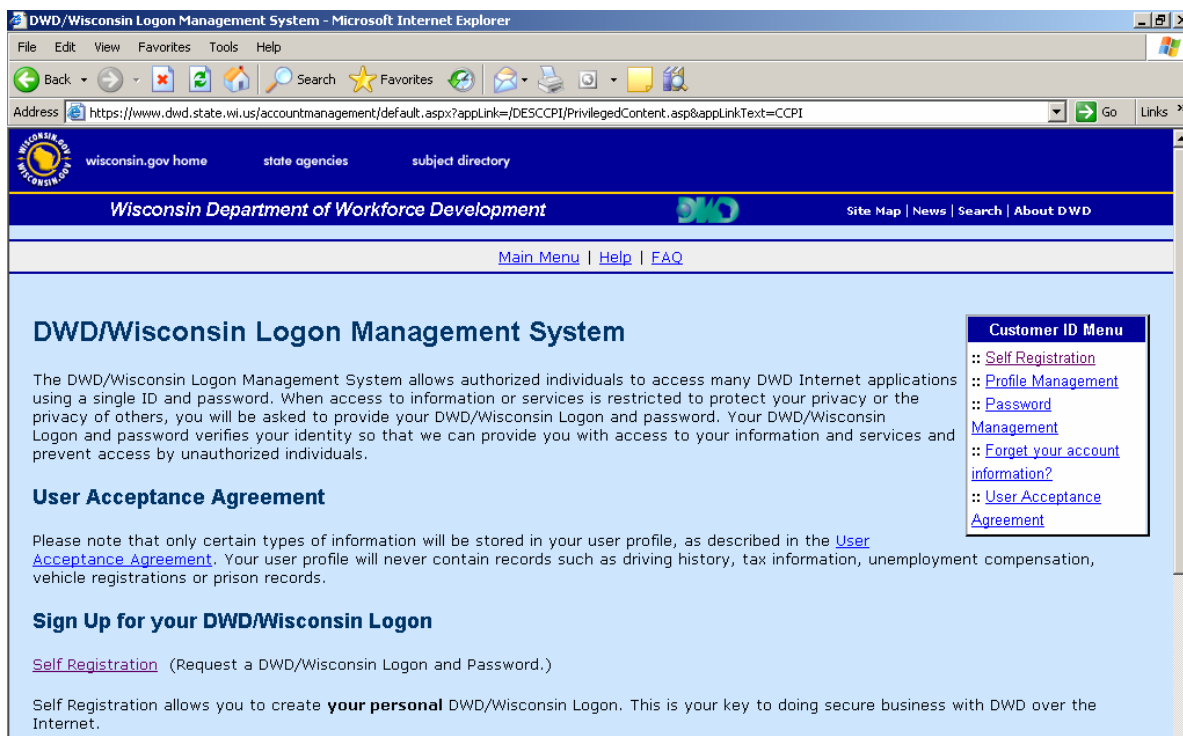 DWD/Wisconsin Logon Management System - Microsoft Internet Explorer
File Edit View Favorites Tools Help
Back Search Favorites
Address https://www.dwd.state.wi.us/accountmanagement/default.aspx?appLink=/DESCCPI/PrivilegedContent.asp&appLinkText=CCPI Go Links »
WISCONSIN.GOV WISCONSIN.GOV
wisconsin.gov home state agencies subject directory
Wisconsin Department of Workforce Development DWD Site Map | News | Search | About DWD
Main Menu | Help | FAQ
DWD/Wisconsin Logon Management System
The DWD/Wisconsin Logon Management System allows authorized individuals to access many DWD Internet applications
using a single ID and password. When access to information or services is restricted to protect your privacy or the
privacy of others, you will be asked to provide your DWD/Wisconsin Logon and password. Your DWD/Wisconsin
Logon and password verifies your identity so that we can provide you with access to your information and services and
prevent access by unauthorized individuals.
Customer ID Menu
:: Self Registration
:: Profile Management
:: Password
Management
:: Forget your account
information?
:: User Acceptance
Agreement
User Acceptance Agreement
Please note that only certain types of information will be stored in your user profile, as described in the User
Acceptance Agreement. Your user profile will never contain records such as driving history, tax information, unemployment compensation,
vehicle registrations or prison records.
Sign Up for your DWD/Wisconsin Logon
Self Registration (Request a DWD/Wisconsin Logon and Password.)
Self Registration allows you to create your personal DWD/Wisconsin Logon. This is your key to doing secure business with DWD over the
Internet.